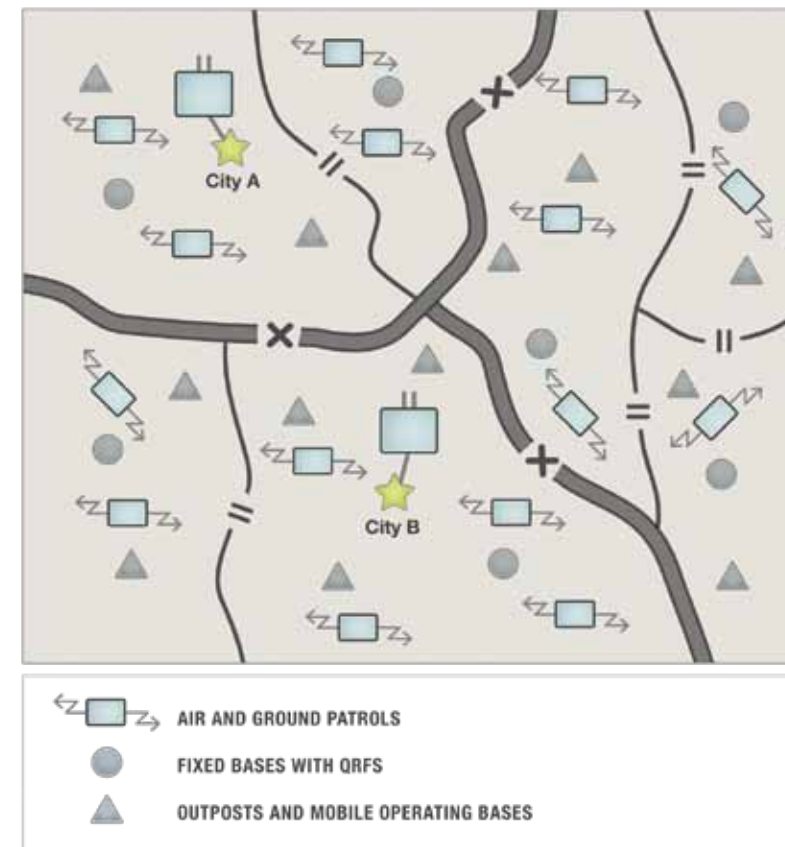 City A
City B
AIR AND GROUND PATROLS
FIXED BASES WITH QRFS
OUTPOSTS AND MOBILE OPERATING BASES